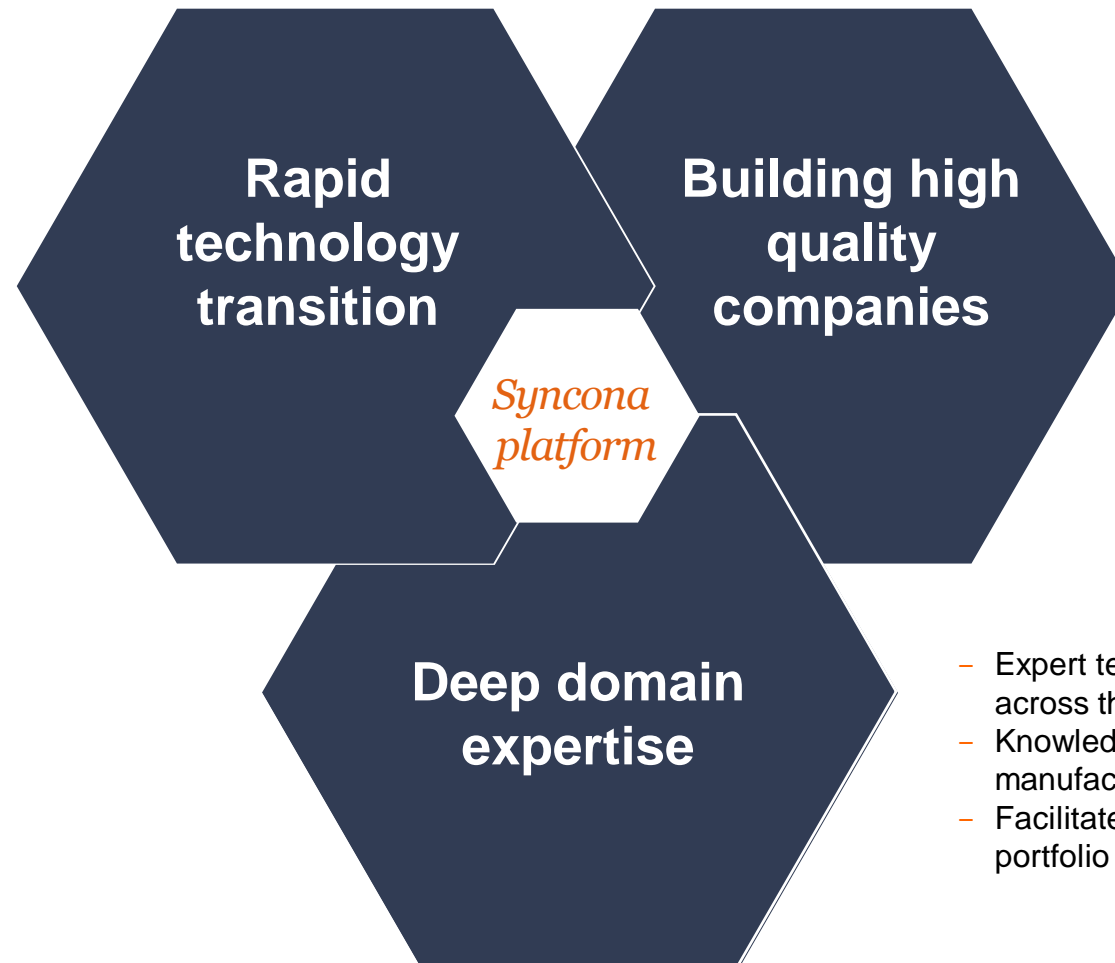 Rapid
technology
transition
Building high
quality
companies
Syncona
platform
Deep domain
expertise
– Expert
across
–
–
portfolio